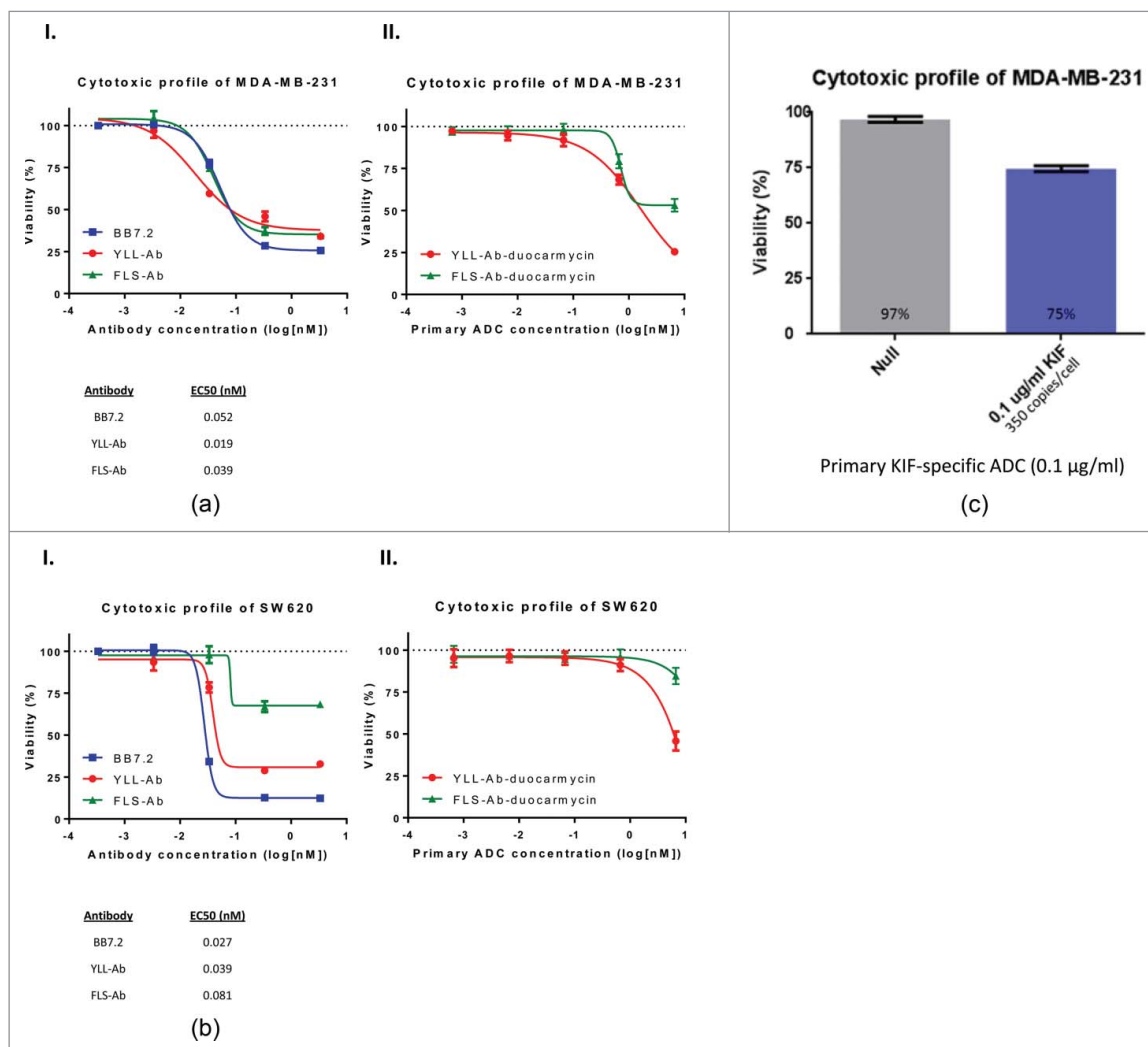 I.
Cytotoxic profile of MDA-MB-231
Viability (%)
100
75
50
25
0
BB7.2
YLL-Ab
FLS-Ab
-4 -3 -2 -1 0 1
Antibody concentration (log[nM])
Antibody EC50 (nM)
BB7.2 0.052
YLL-Ab 0.019
FLS-Ab 0.039
(a)
II.
Cytotoxic profile of MDA-MB-231
Viability (%)
100
75
50
25
0
YLL-Ab-duocarmycin
FLS-Ab-duocarmycin
-4 -3 -2 -1 0 1
Primary ADC concentration (log[nM])
Cytotoxic profile of MDA-MB-231
Viability (%)
100
75
50
25
0
97%
75%
Null
0.1 ug/ml KIF
350 copies/cell
Primary KIF-specific ADC (0.1 μg/ml)
(c)
I.
Cytotoxic profile of SW620
Viability (%)
100
75
50
25
0
BB7.2
YLL-Ab
FLS-Ab
-4 -3 -2 -1 0 1
Antibody concentration (log[nM])
Antibody EC50 (nM)
BB7.2 0.027
YLL-Ab 0.039
FLS-Ab 0.081
(b)
II.
Cytotoxic profile of SW620
Viability (%)
100
75
50
25
0
YLL-Ab-duocarmycin
FLS-Ab-duocarmycin
-4 -3 -2 -1 0 1
Primary ADC concentration (log[nM])